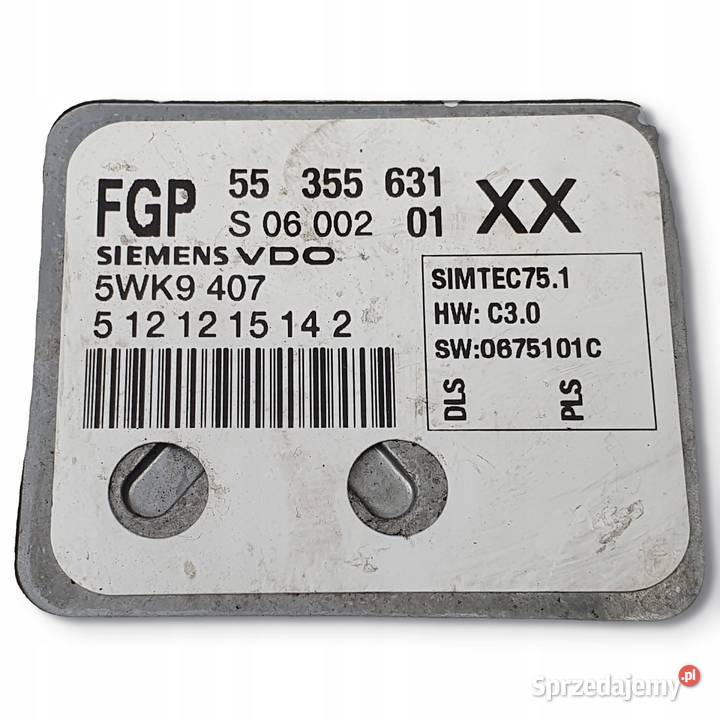 FGP 55 355 631 XX
S 06 002 01
SIEMENS VDO
5WK9 407
5 12 12 15 14 2
SIMTEC75.1
HW: C3.0
SW:0675101C
DLS PLS
Sprzedajemy.pl